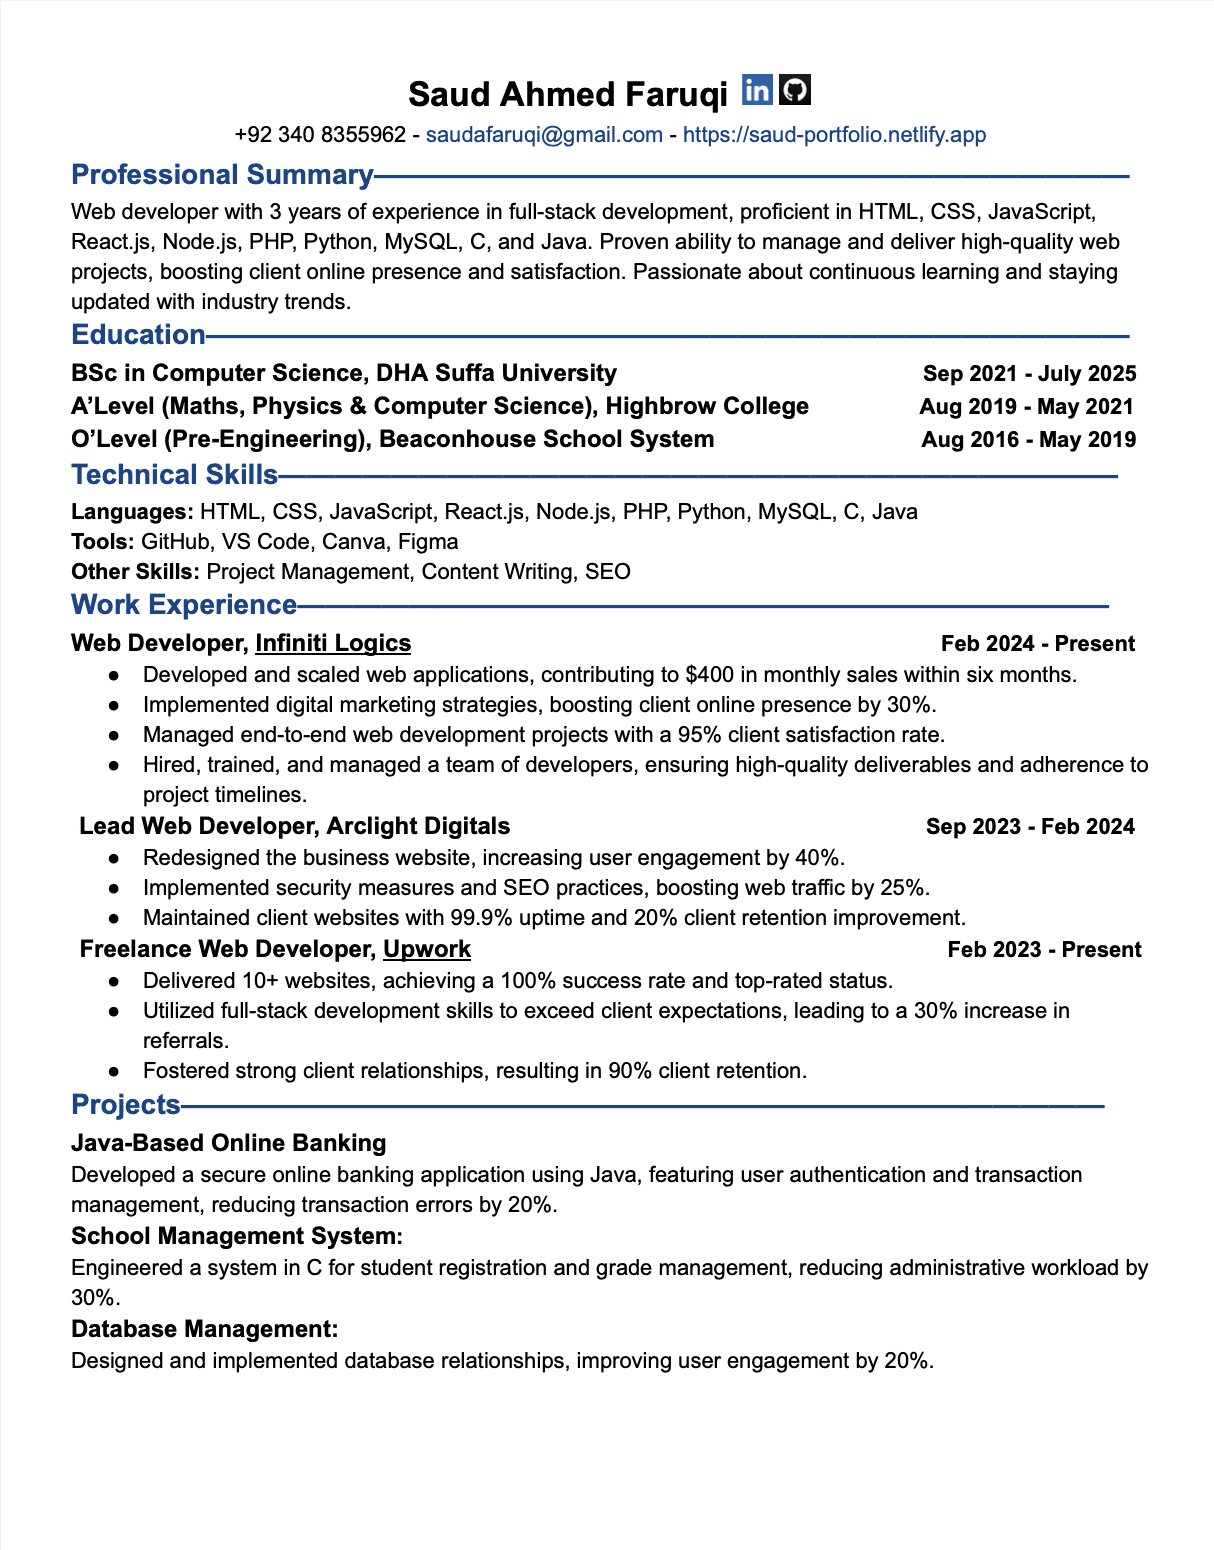 Saud Ahmed Faruqi in
+92 340 8355962 - saudafaruqi@gmail.com - https://saud-portfolio.netlify.app
Professional Summary
Web developer with 3 years of experience in full-stack development, proficient in HTML, CSS, JavaScript,
React.js, Node.js, PHP, Python, MySQL, C, and Java. Proven ability to manage and deliver high-quality web
projects, boosting client online presence and satisfaction. Passionate about continuous learning and staying
updated with industry trends.
Education
BSc in Computer Science, DHA Suffa University Sep 2021 - July 2025
A’Level (Maths, Physics & Computer Science), Highbrow College Aug 2019 - May 2021
O’Level (Pre-Engineering), Beaconhouse School System Aug 2016 - May 2019
Technical Skills
Languages: HTML, CSS, JavaScript, React.js, Node.js, PHP, Python, MySQL, C, Java
Tools: GitHub, VS Code, Canva, Figma
Other Skills: Project Management, Content Writing, SEO
Work Experience
Web Developer, Infiniti Logics Feb 2024 - Present
● Developed and scaled web applications, contributing to $400 in monthly sales within six months.
● Implemented digital marketing strategies, boosting client online presence by 30%.
● Managed end-to-end web development projects with a 95% client satisfaction rate.
● Hired, trained, and managed a team of developers, ensuring high-quality deliverables and adherence to
project timelines.
Lead Web Developer, Arclight Digitals Sep 2023 - Feb 2024
● Redesigned the business website, increasing user engagement by 40%.
● Implemented security measures and SEO practices, boosting web traffic by 25%.
● Maintained client websites with 99.9% uptime and 20% client retention improvement.
Freelance Web Developer, Upwork Feb 2023 - Present
● Delivered 10+ websites, achieving a 100% success rate and top-rated status.
● Utilized full-stack development skills to exceed client expectations, leading to a 30% increase in
referrals.
● Fostered strong client relationships, resulting in 90% client retention.
Projects
Java-Based Online Banking
Developed a secure online banking application using Java, featuring user authentication and transaction
management, reducing transaction errors by 20%.
School Management System:
Engineered a system in C for student registration and grade management, reducing administrative workload by
30%.
Database Management:
Designed and implemented database relationships, improving user engagement by 20%.